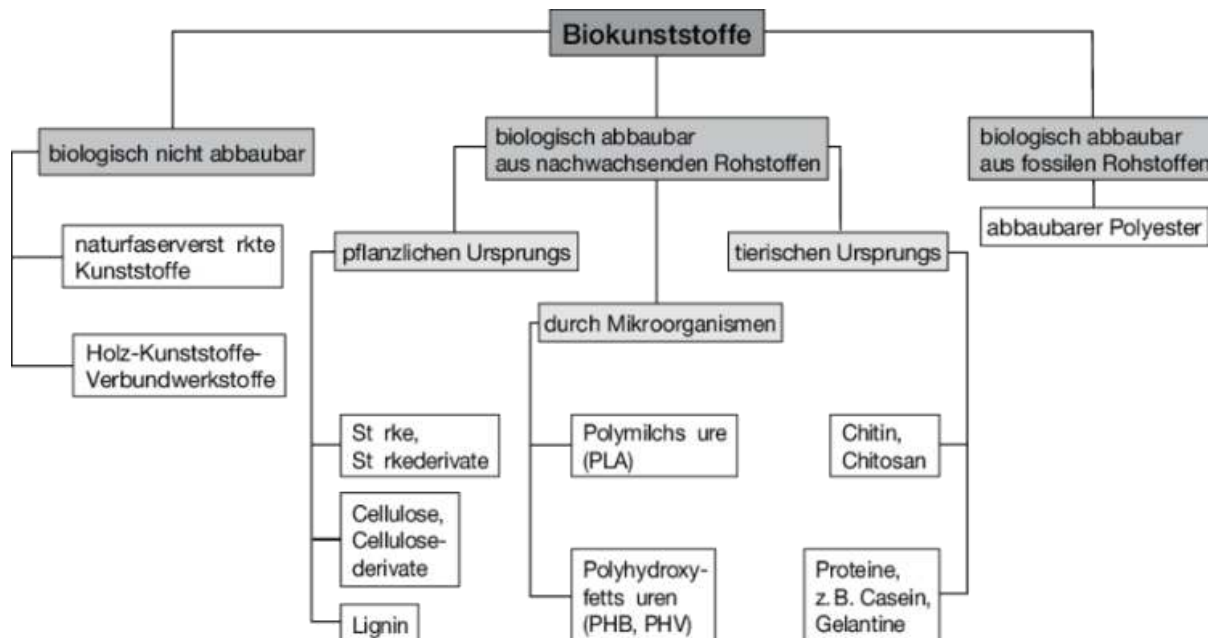 Biokunststoffe
biologisch nicht abbaubar
naturfaserverst rkte
Kunststoffe
Holz-Kunststoffe-
Verbundwerkstoffe
biologisch abbaubar
aus nachwachsenden Rohstoffen
pflanzlichen Ursprungs
St rke,
St rkederivate
Cellulose,
Cellulose-
derivate
Lignin
durch Mikroorganismen
Polymilchs ure
(PLA)
Polyhydroxy-
fetts uren
(PHB, PHV)
tierischen Ursprungs
Chitin,
Chitosan
Proteine,
z. B. Casein,
Gelantine
biologisch abbaubar
aus fossilen Rohstoffen
abbaubarer Polyester